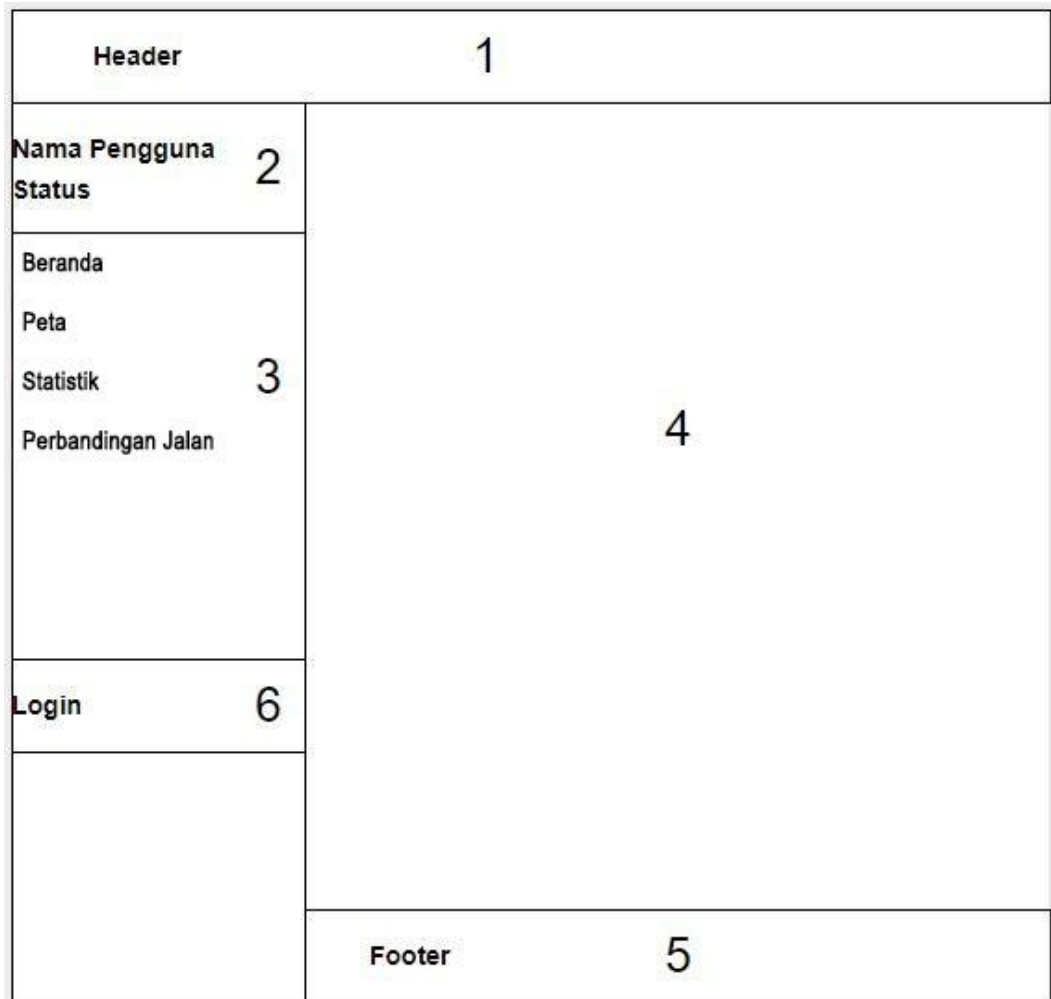 Header 1
Nama Pengguna
Status
2
Beranda
Peta
Statistik
Perbandingan Jalan
3
4
Login 6
Footer 5